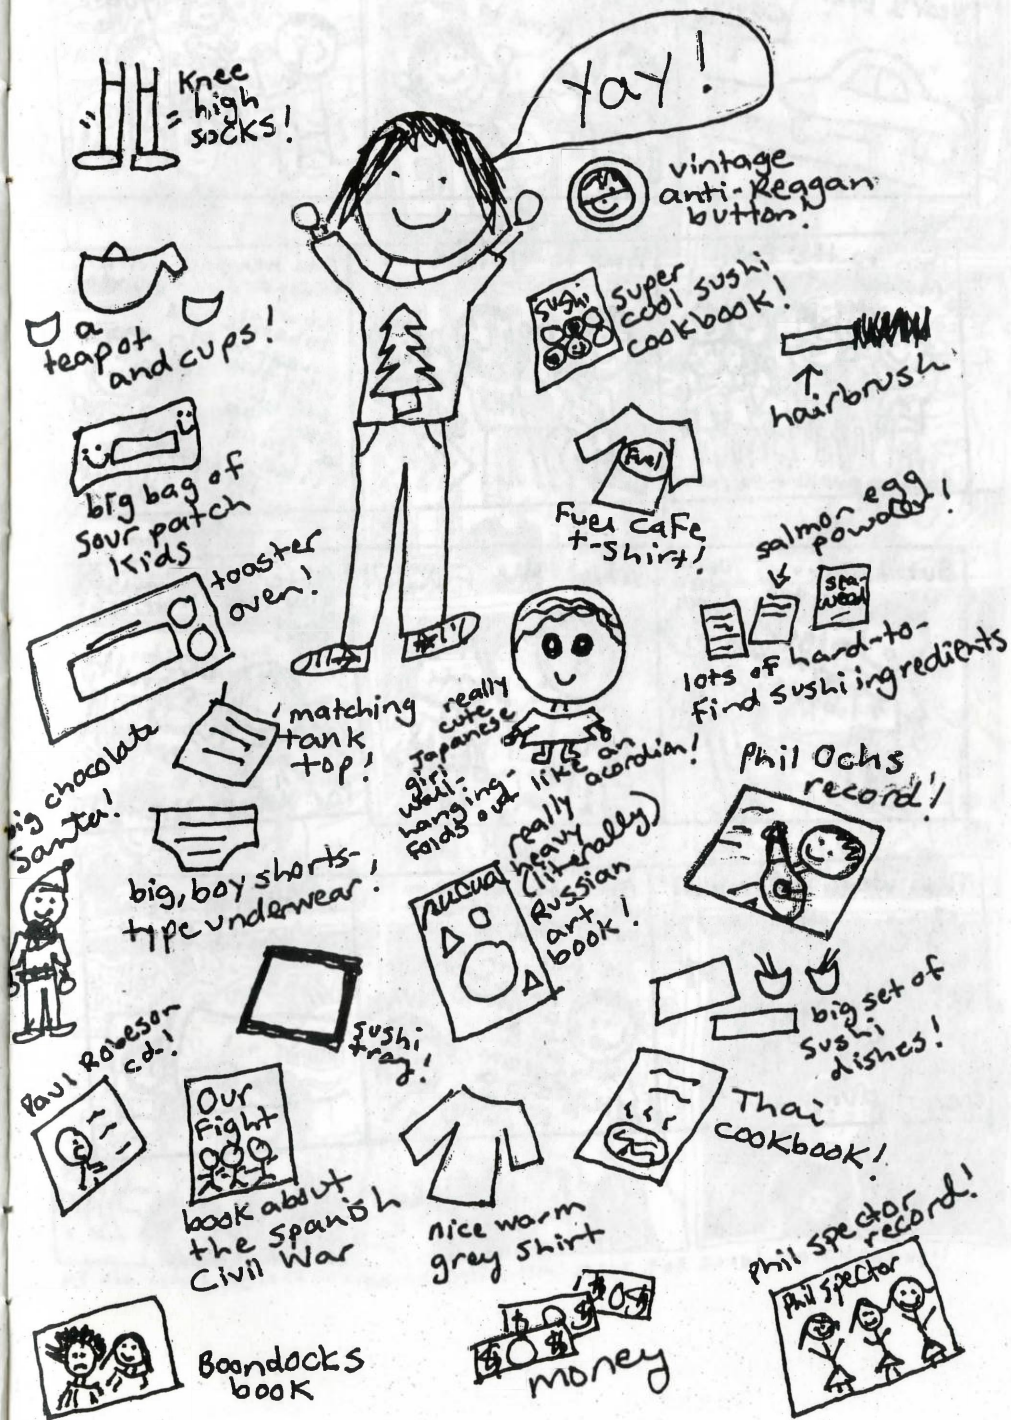 Yay!
Knee
high
socks!
vintage
anti-Reagan
button!
a
teapot
and cups!
sushi
super
cool sushi
cookbook!
hairbrush
big bag of
sour patch
kids
Fuel
Fuel Cafe
t-shirt!
salmon egg
powder!
sea-
weed
lots of hard-to-
find sushi ingredients
toaster
oven!
matching
tank
top!
really
cute
Japanese
girl
wall-
hanging-
folds out like an
acordian!
big chocolate
Santa!
big, boy shorts-
type underwear!
really
heavy
(literally)
Russian
art
book!
Phil Ochs
record!
sushi
tray!
big set of
sushi
dishes!
Paul Robeson
cd!
Our
Fight
book about
the Spanish
Civil War
nice warm
grey shirt
Thai
cookbook!
Phil Spector
record!
Phil Spector
Boondocks
book
money